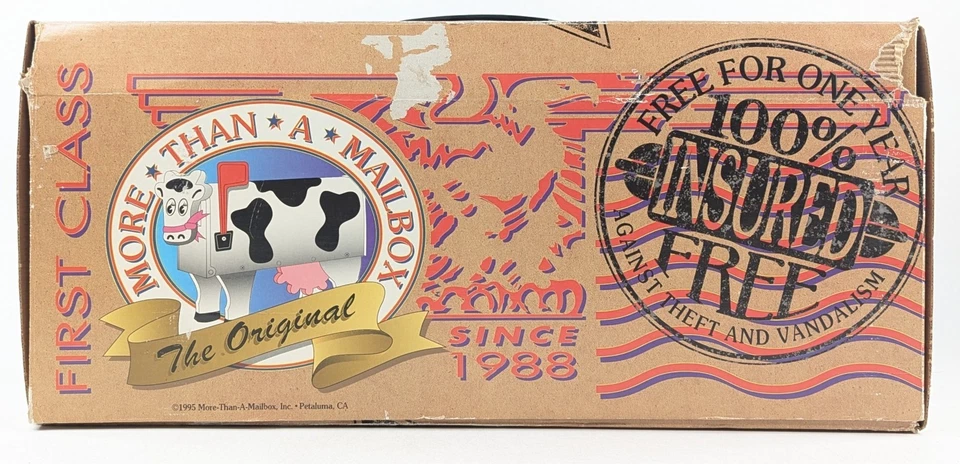 FIRST CLASS
MORE ★ THAN ★ A ★ MAILBOX
The Original
©1995 More-Than-A-Mailbox, Inc. • Petaluma, CA
SINCE
1988
FREE FOR ONE YEAR
100%
INSURED
FREE
AGAINST THEFT AND VANDALISM